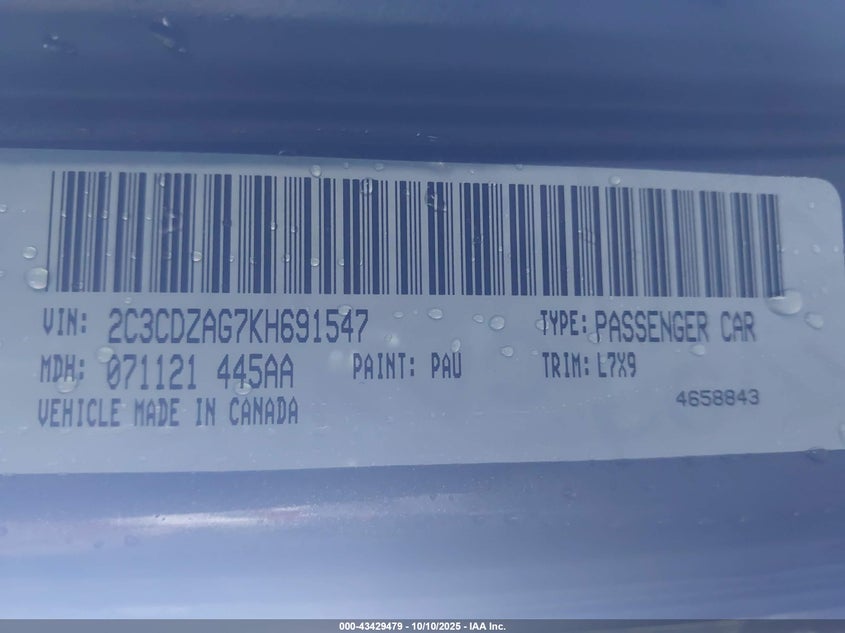 VIN: 2C3CDZAG7KH691547 TYPE: PASSENGER CAR
MDH: 071121 445AA PAINT: PAU TRIM: L7X9
VEHICLE MADE IN CANADA 4658843
000-43429479 - 10/10/2025 - IAA Inc.